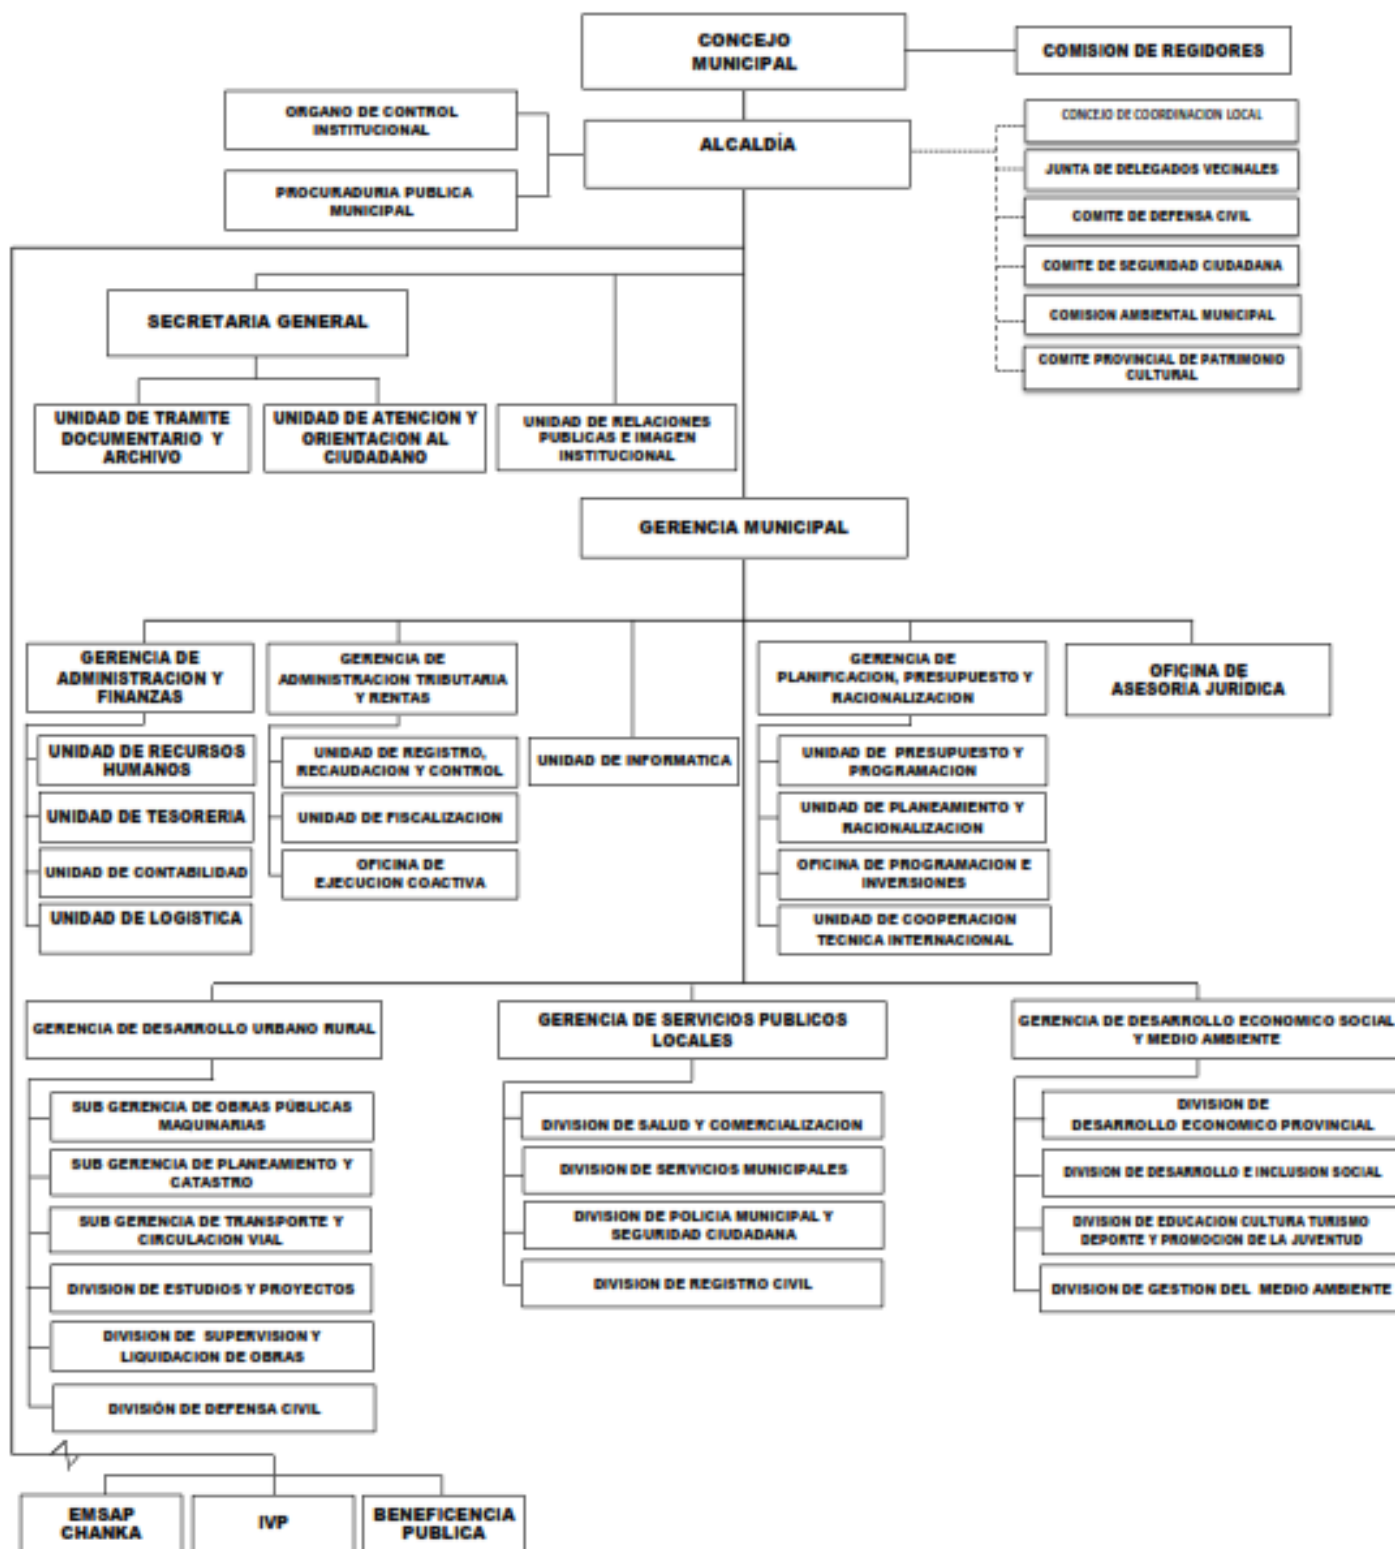 CONCEJO
MUNICIPAL
COMISION DE REGIDORES
ORGANO DE CONTROL
INSTITUCIONAL
PROCURADURIA PUBLICA
MUNICIPAL
ALCALDÍA
CONCEJO DE COORDINACION LOCAL
JUNTA DE DELEGADOS VECINALES
COMITE DE DEFENSA CIVIL
COMITE DE SEGURIDAD CIUDADANA
COMISION AMBIENTAL MUNICIPAL
COMITE PROVINCIAL DE PATRIMONIO
CULTURAL
SECRETARIA GENERAL
UNIDAD DE TRAMITE
DOCUMENTARIO Y
ARCHIVO
UNIDAD DE ATENCION Y
ORIENTACION AL
CIUDADANO
UNIDAD DE RELACIONES
PUBLICAS E IMAGEN
INSTITUCIONAL
GERENCIA MUNICIPAL
GERENCIA DE
ADMINISTRACION Y
FINANZAS
UNIDAD DE RECURSOS
HUMANOS
UNIDAD DE TESORERIA
UNIDAD DE CONTABILIDAD
UNIDAD DE LOGISTICA
GERENCIA DE
ADMINISTRACION TRIBUTARIA
Y RENTAS
UNIDAD DE REGISTRO,
RECAUDACION Y CONTROL
UNIDAD DE FISCALIZACION
OFICINA DE
EJECUCION COACTIVA
UNIDAD DE INFORMATICA
GERENCIA DE
PLANIFICACION, PRESUPUESTO Y
RACIONALIZACION
UNIDAD DE PRESUPUESTO Y
PROGRAMACION
UNIDAD DE PLANEAMIENTO Y
RACIONALIZACION
OFICINA DE PROGRAMACION E
INVERSIONES
UNIDAD DE COOPERACION
TECNICA INTERNACIONAL
OFICINA DE
ASESORIA JURIDICA
GERENCIA DE DESARROLLO URBANO RURAL
SUB GERENCIA DE OBRAS PÚBLICAS
MAQUINARIAS
SUB GERENCIA DE PLANEAMIENTO Y
CATASTRO
SUB GERENCIA DE TRANSPORTE Y
CIRCULACION VIAL
DIVISION DE ESTUDIOS Y PROYECTOS
DIVISION DE SUPERVISION Y
LIQUIDACION DE OBRAS
DIVISIÓN DE DEFENSA CIVIL
GERENCIA DE SERVICIOS PUBLICOS
LOCALES
DIVISION DE SALUD Y COMERCIALIZACION
DIVISION DE SERVICIOS MUNICIPALES
DIVISION DE POLICIA MUNICIPAL Y
SEGURIDAD CIUDADANA
DIVISION DE REGISTRO CIVIL
GERENCIA DE DESARROLLO ECONOMICO SOCIAL
Y MEDIO AMBIENTE
DIVISION DE
DESARROLLO ECONOMICO PROVINCIAL
DIVISION DE DESARROLLO E INCLUSION SOCIAL
DIVISION DE EDUCACION CULTURA TURISMO
DEPORTE Y PROMOCION DE LA JUVENTUD
DIVISION DE GESTION DEL MEDIO AMBIENTE
EMSAP
CHANKA
IVP
BENEFICENCIA
PUBLICA